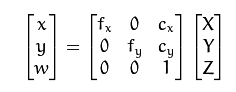 [x y w]ᵀ = [f_x 0 c_x; 0 f_y c_y; 0 0 1] [X Y Z]ᵀ